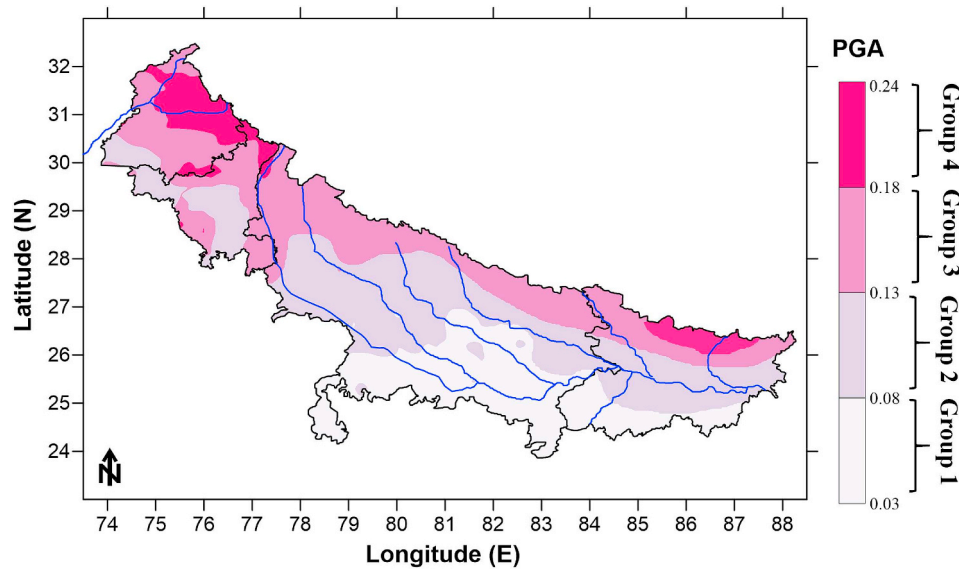 PGA
0.24
Group 4
0.18
Group 3
0.13
Group 2
0.08
Group 1
0.03
Latitude (N)
32
31
30
29
28
27
26
25
24
N
74 75 76 77 78 79 80 81 82 83 84 85 86 87 88
Longitude (E)